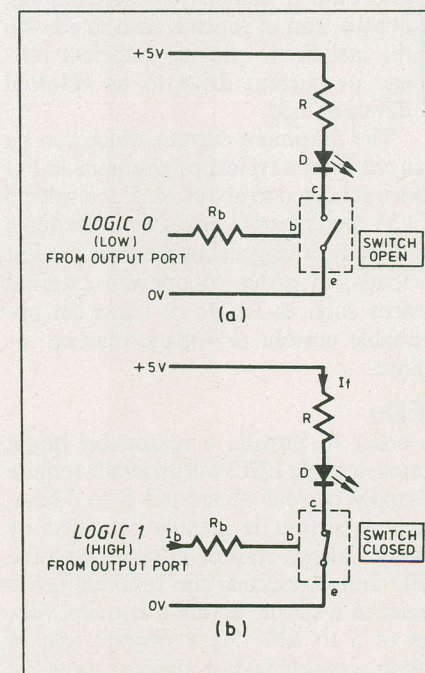 +5V
R
D
c
LOGIC 0
(LOW)
FROM OUTPUT PORT
Rb
b
SWITCH
OPEN
e
0V
(a)
+5V
If
R
D
c
LOGIC 1
(HIGH)
FROM OUTPUT PORT
Ib
Rb
b
SWITCH
CLOSED
e
0V
(b)